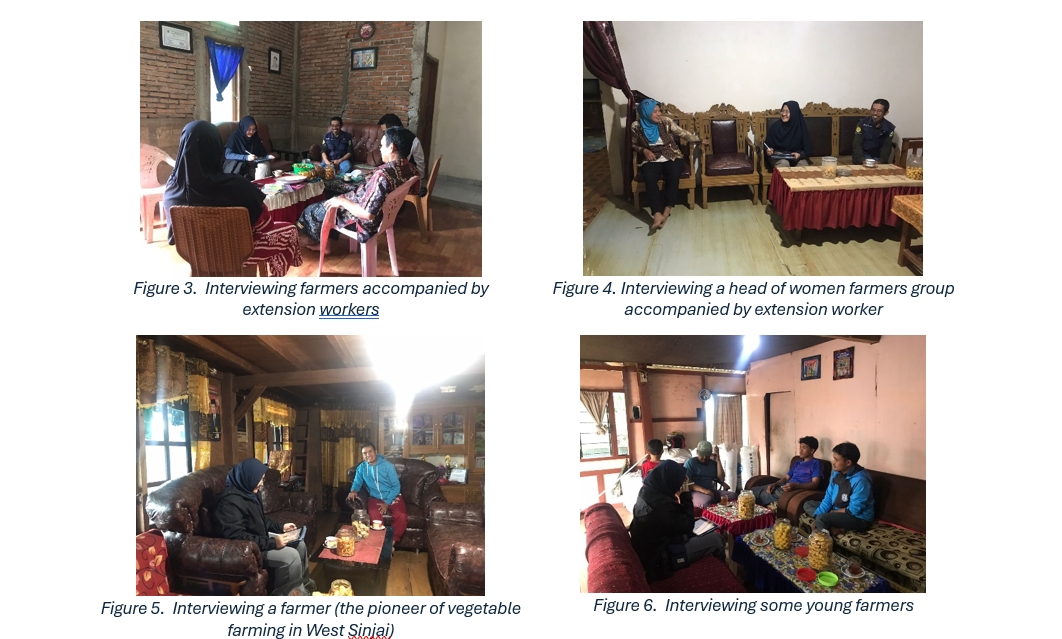 Figure 3. Interviewing farmers accompanied by
extension workers
Figure 4. Interviewing a head of women farmers group
accompanied by extension worker
Figure 5. Interviewing a farmer (the pioneer of vegetable
farming in West Sinjai)
Figure 6. Interviewing some young farmers